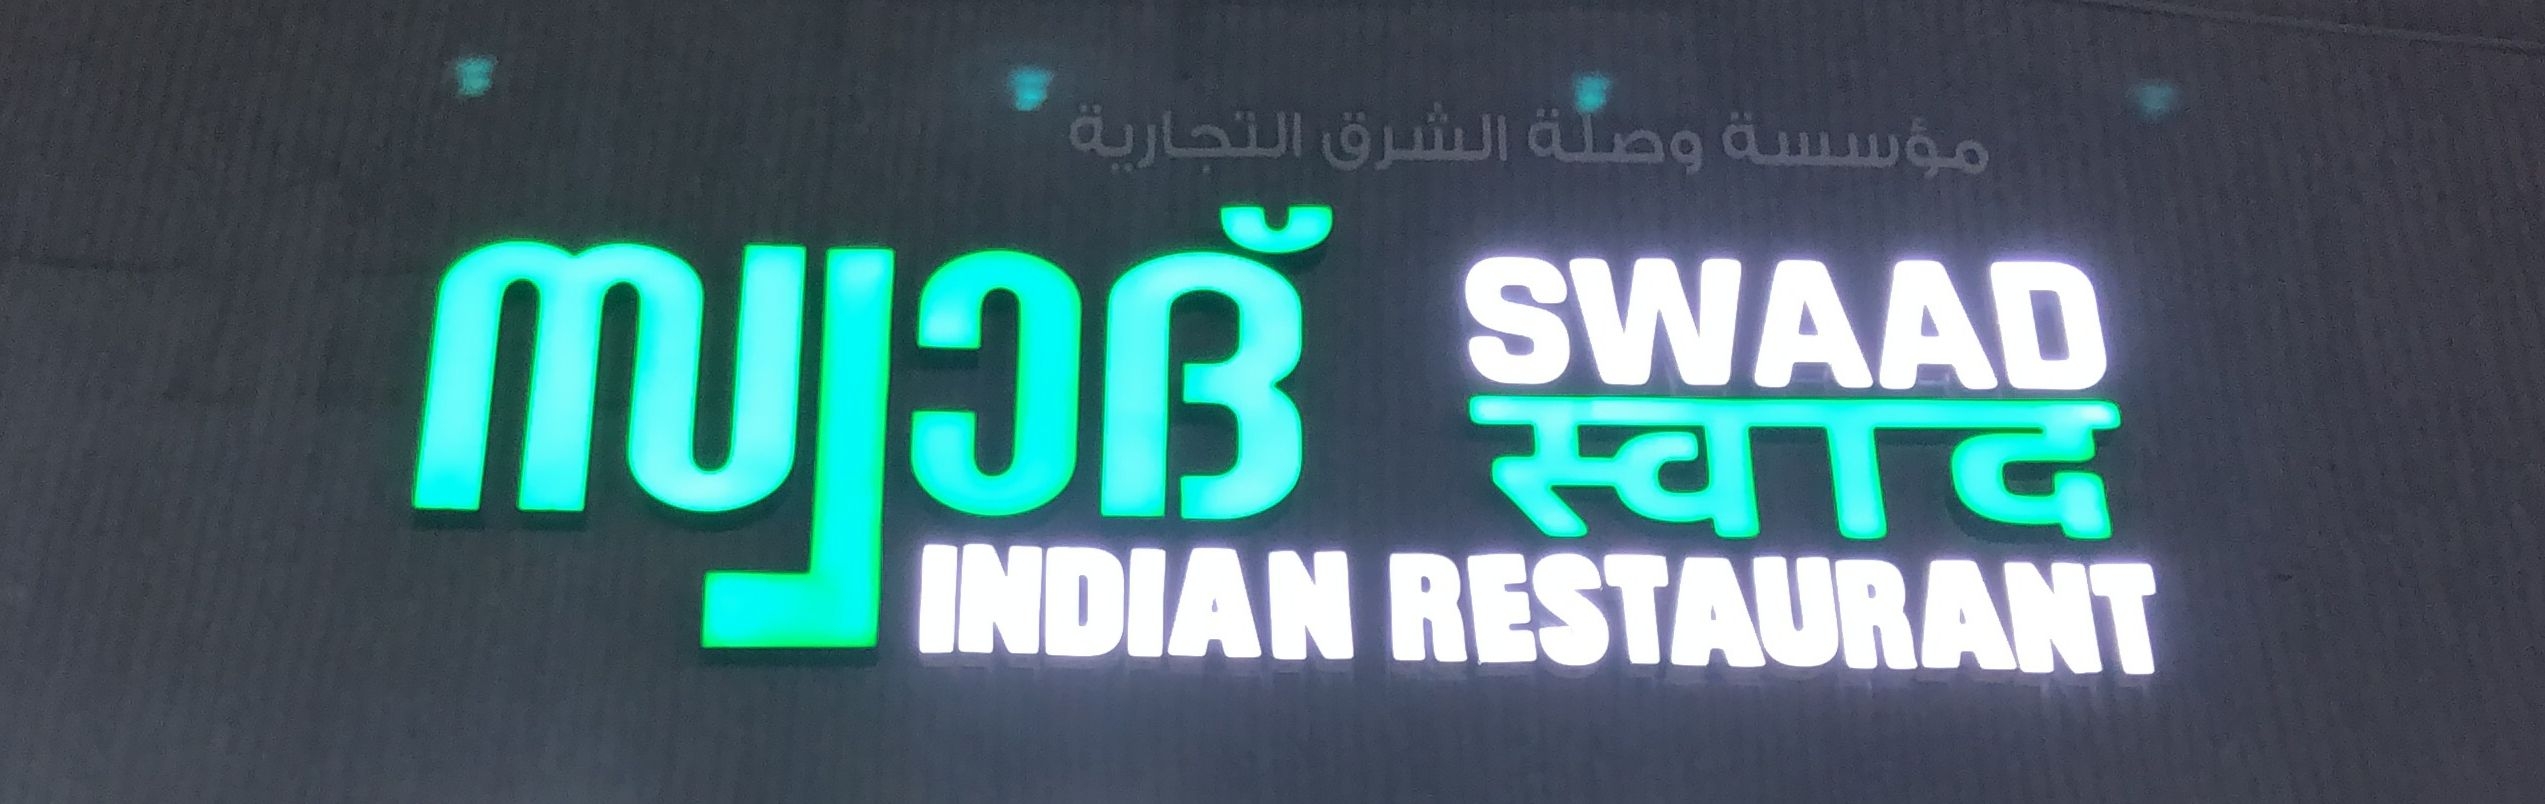 مؤسسة وصلة الشرق التجارية
സ്വാദ് SWAAD
स्वाद
INDIAN RESTAURANT